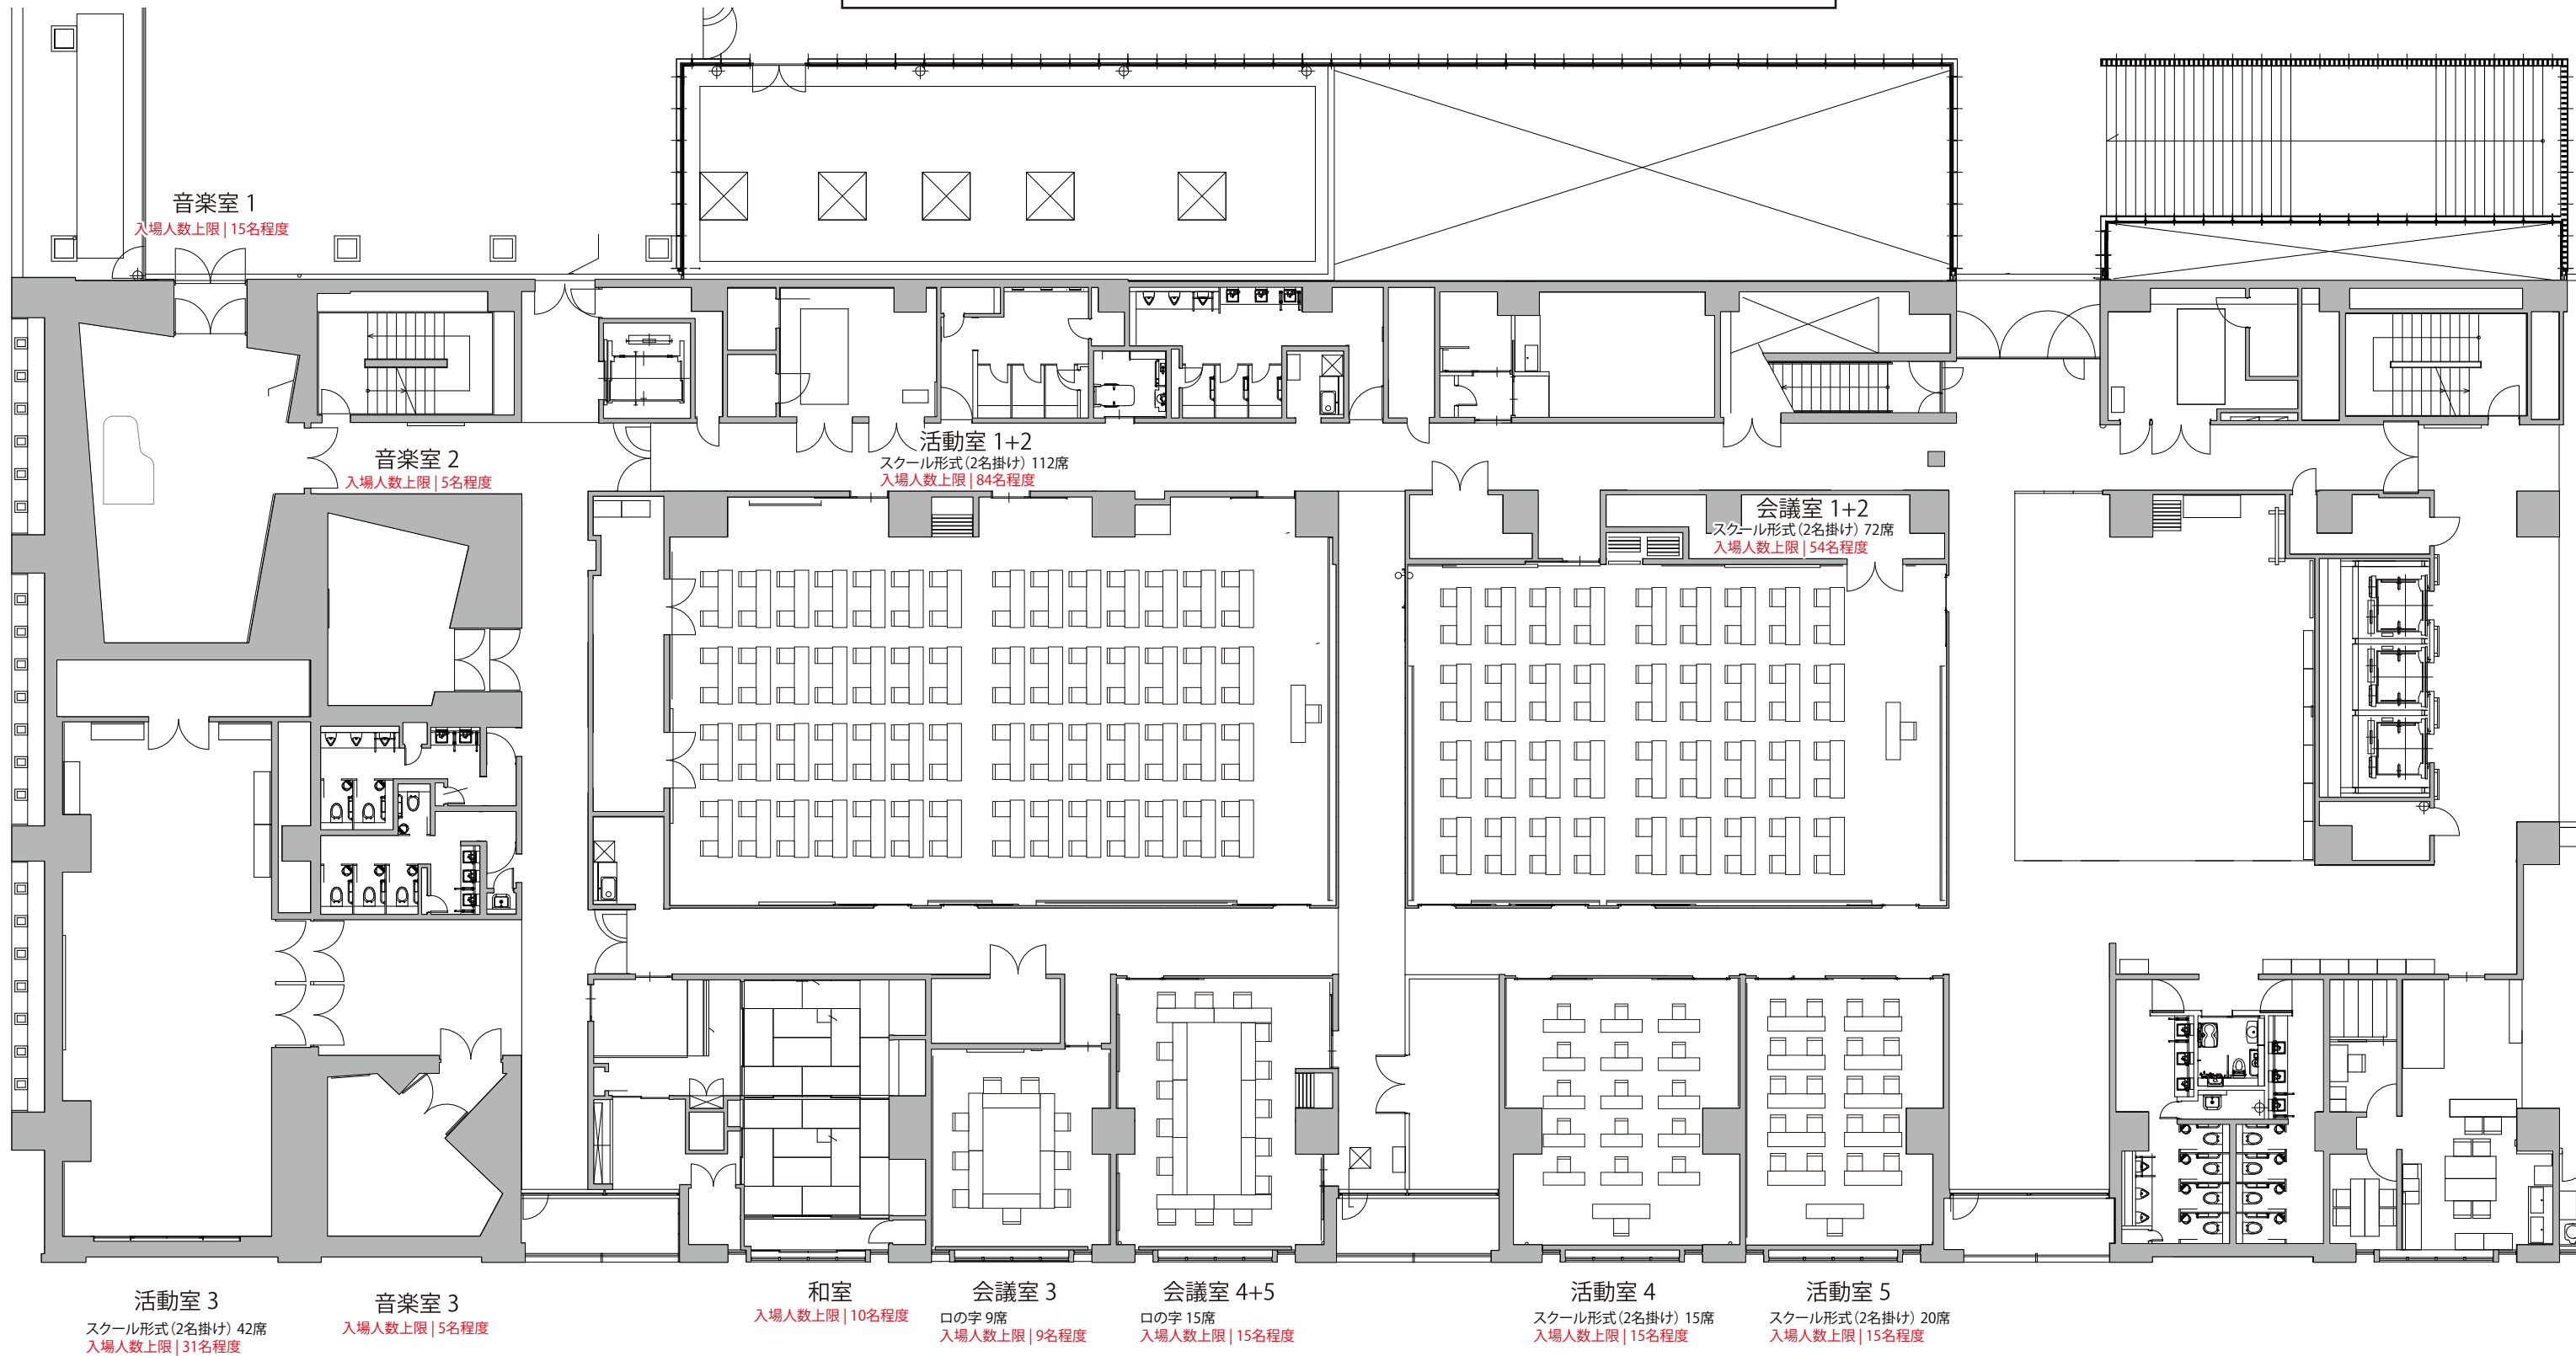 音楽室 1
入場人数上限 | 15名程度
音楽室 2
入場人数上限 | 5名程度
活動室 1+2
スクール形式（2名掛け） 112席
入場人数上限 | 84名程度
会議室 1+2
スクール形式（2名掛け） 72席
入場人数上限 | 54名程度
活動室 3
スクール形式（2名掛け） 42席
入場人数上限 | 31名程度
音楽室 3
入場人数上限 | 5名程度
和室
入場人数上限 | 10名程度
会議室 3
ロの字 9席
入場人数上限 | 9名程度
会議室 4+5
ロの字 15席
入場人数上限 | 15名程度
活動室 4
スクール形式（2名掛け） 15席
入場人数上限 | 15名程度
活動室 5
スクール形式（2名掛け） 20席
入場人数上限 | 15名程度